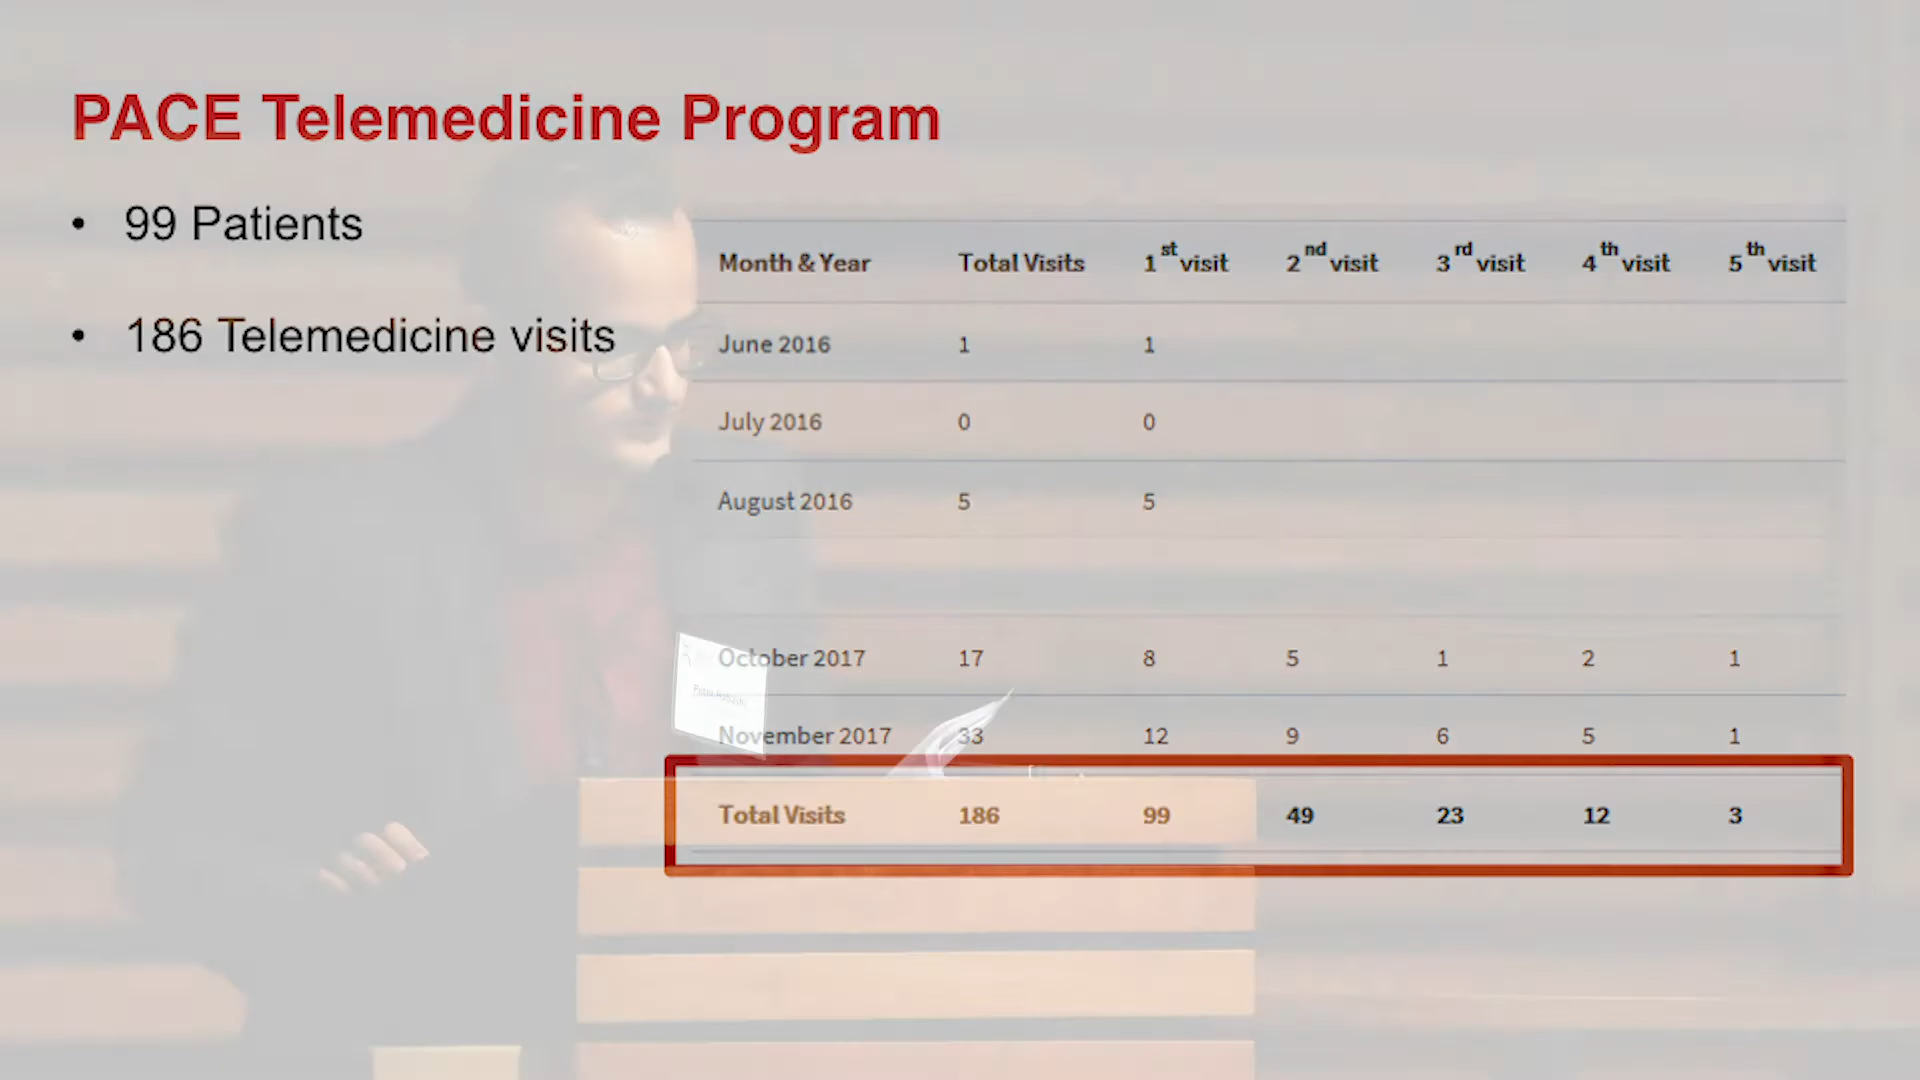 PACE Telemedicine Program
• 99 Patients
• 186 Telemedicine visits
Month & Year Total Visits 1st visit 2nd visit 3rd visit 4th visit 5th visit
June 2016 1 1
July 2016 0 0
August 2016 5 5
October 2017 17 8 5 1 2 1
November 2017 33 12 9 6 5 1
Total Visits 186 99 49 23 12 3